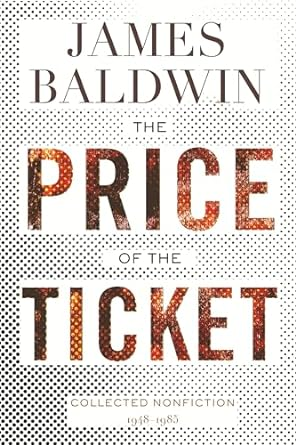 JAMES
BALDWIN
THE
PRICE
OF THE
TICKET
COLLECTED NONFICTION
1948–1985